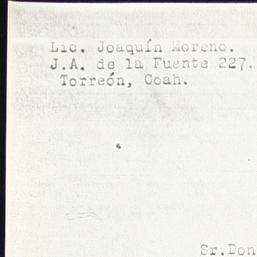 Lic. Joaquín Moreno.
J.A. de la Fuente 227.
Torreón, Coah.
Sr.Don